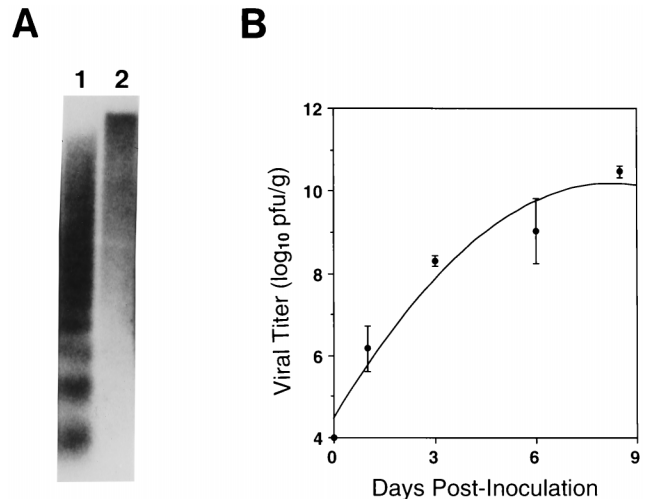 A
B
1 2
12
10
8
6
4
0 3 6 9
Viral Titer (log₁₀ pfu/g)
Days Post-Inoculation